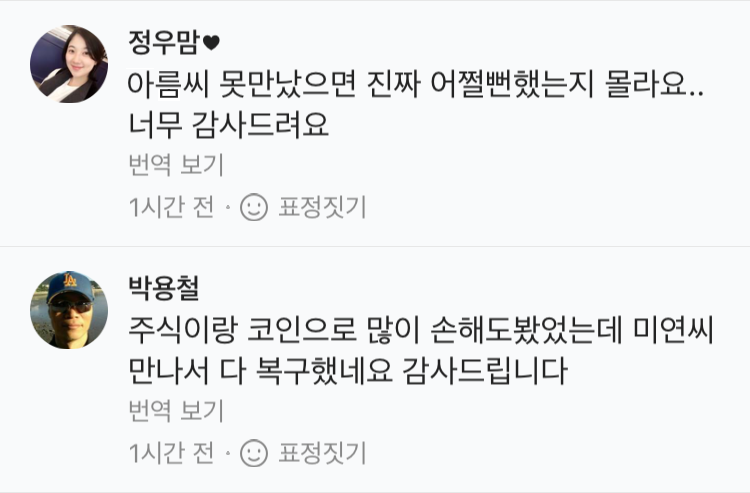 정우맘♥
아름씨 못만났으면 진짜 어쩔뻔했는지 몰라요..
너무 감사드려요
번역 보기
1시간 전 · 표정짓기
박용철
주식이랑 코인으로 많이 손해도봤었는데 미연씨
만나서 다 복구했네요 감사드립니다
번역 보기
1시간 전 · 표정짓기